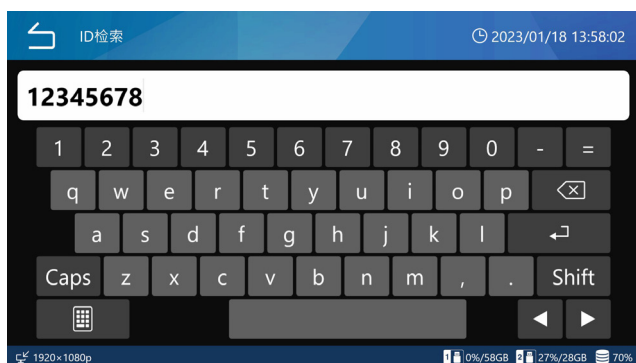 ID检索 2023/01/18 13:58:02
12345678
1 2 3 4 5 6 7 8 9 0 - =
q w e r t y u i o p
a s d f g h j k l
Caps z x c v b n m , . Shift
1920×1080p 1 0%/58GB 2 27%/28GB 70%